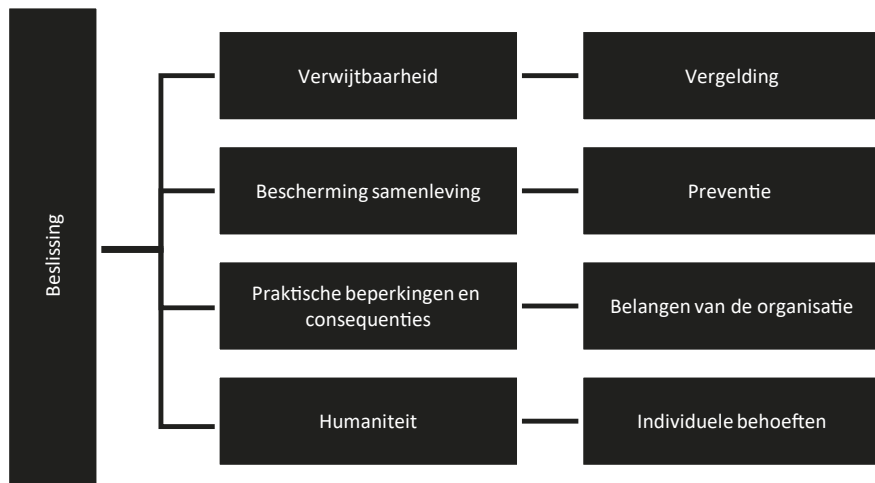 Beslissing
Verwijtbaarheid
Vergelding
Bescherming samenleving
Preventie
Praktische beperkingen en
consequenties
Belangen van de organisatie
Humaniteit
Individuele behoeften